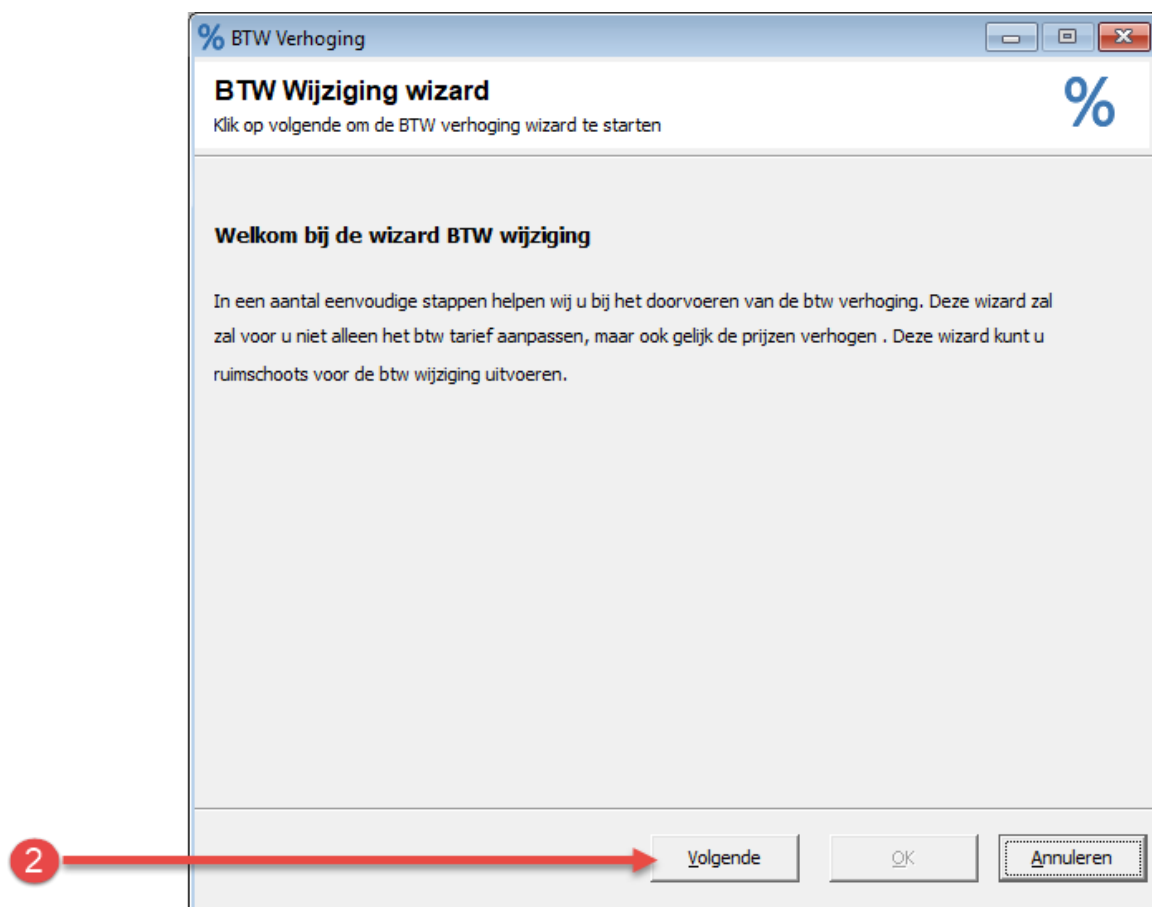 % BTW Verhoging
BTW Wijziging wizard
Klik op volgende om de BTW verhoging wizard te starten
%
Welkom bij de wizard BTW wijziging
In een aantal eenvoudige stappen helpen wij u bij het doorvoeren van de btw verhoging. Deze wizard zal
zal voor u niet alleen het btw tarief aanpassen, maar ook gelijk de prijzen verhogen . Deze wizard kunt u
ruimschoots voor de btw wijziging uitvoeren.
2
Volgende
OK
Annuleren